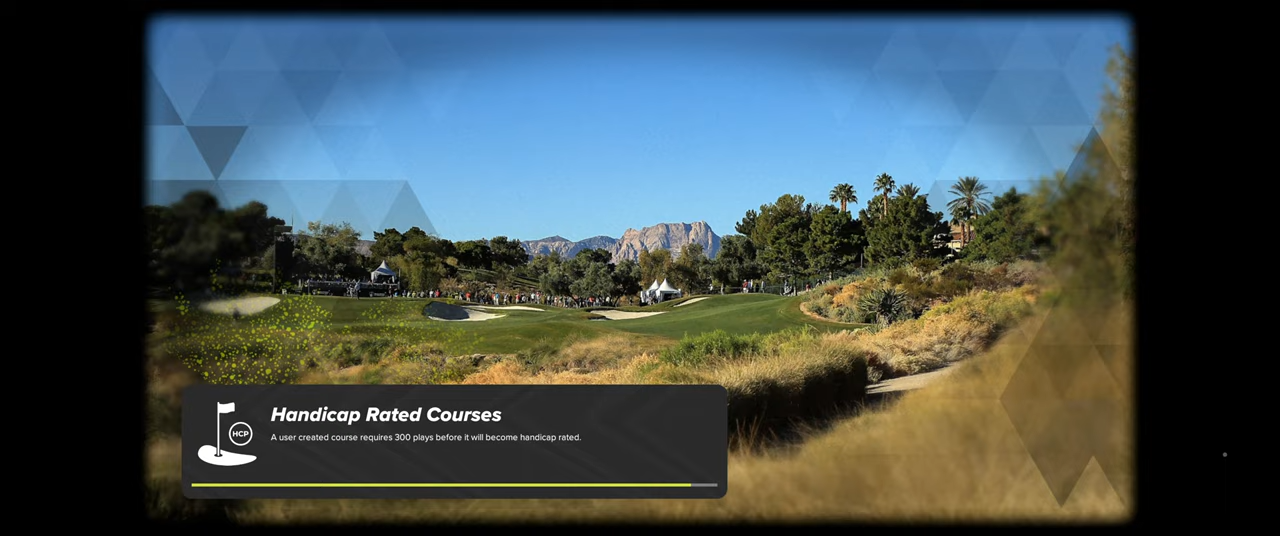 Handicap Rated Courses
HCP
A user created course requires 300 plays before it will become handicap rated.